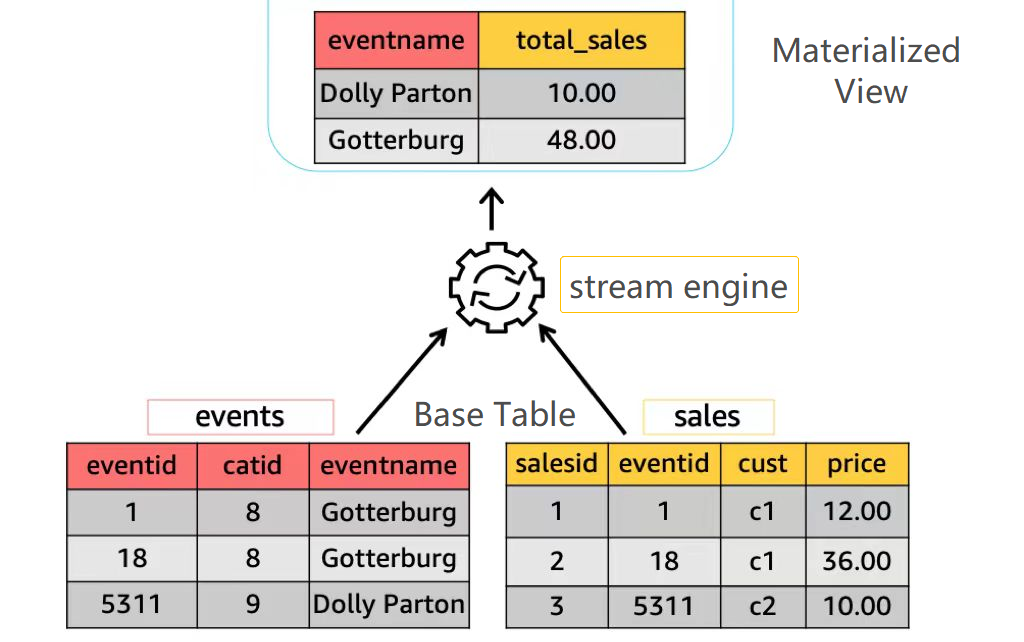 eventname total_sales
Dolly Parton 10.00
Gotterburg 48.00
Materialized
View
stream engine
Base Table
events
eventid catid eventname
1 8 Gotterburg
18 8 Gotterburg
5311 9 Dolly Parton
sales
salesid eventid cust price
1 1 c1 12.00
2 18 c1 36.00
3 5311 c2 10.00